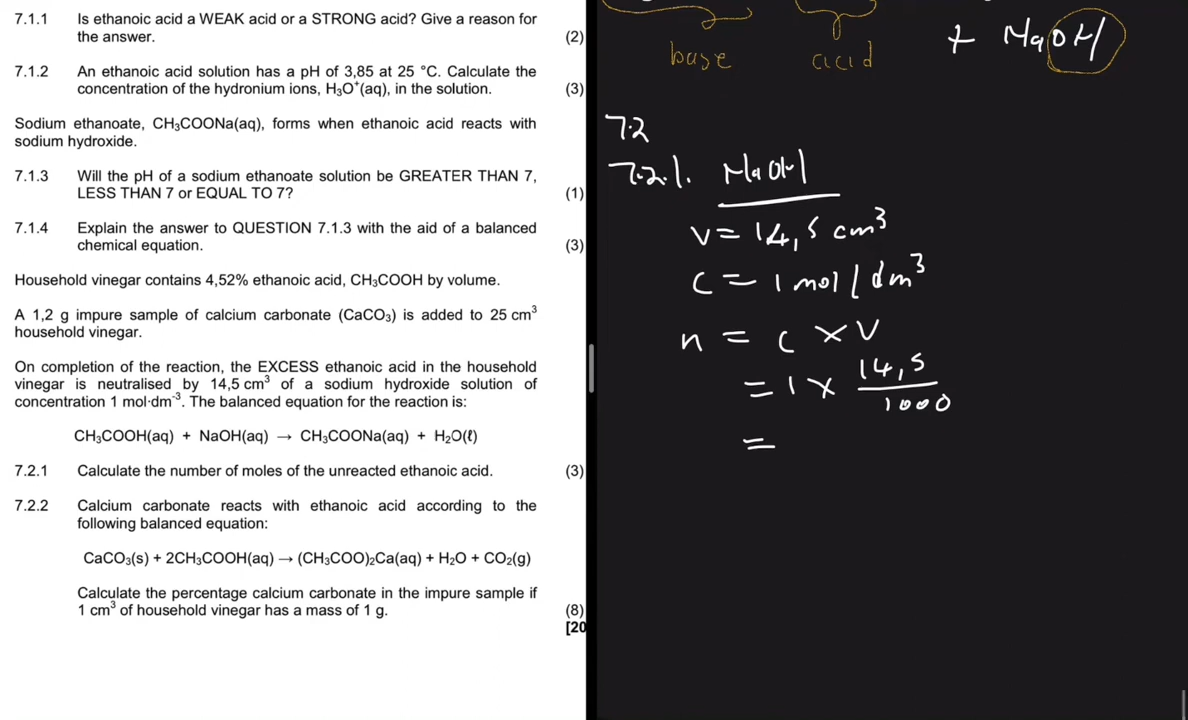 7.1.1 Is ethanoic acid a WEAK acid or a STRONG acid? Give a reason for
the answer. (2)
7.1.2 An ethanoic acid solution has a pH of 3,85 at 25 °C. Calculate the
concentration of the hydronium ions, H₃O⁺(aq), in the solution. (3)
Sodium ethanoate, CH₃COONa(aq), forms when ethanoic acid reacts with
sodium hydroxide.
7.1.3 Will the pH of a sodium ethanoate solution be GREATER THAN 7,
LESS THAN 7 or EQUAL TO 7? (1)
7.1.4 Explain the answer to QUESTION 7.1.3 with the aid of a balanced
chemical equation. (3)
Household vinegar contains 4,52% ethanoic acid, CH₃COOH by volume.
A 1,2 g impure sample of calcium carbonate (CaCO₃) is added to 25 cm³
household vinegar.
On completion of the reaction, the EXCESS ethanoic acid in the household
vinegar is neutralised by 14,5 cm³ of a sodium hydroxide solution of
concentration 1 mol·dm⁻³. The balanced equation for the reaction is:
CH₃COOH(aq) + NaOH(aq) → CH₃COONa(aq) + H₂O(ℓ)
7.2.1 Calculate the number of moles of the unreacted ethanoic acid. (3)
7.2.2 Calcium carbonate reacts with ethanoic acid according to the
following balanced equation:
CaCO₃(s) + 2CH₃COOH(aq) → (CH₃COO)₂Ca(aq) + H₂O + CO₂(g)
Calculate the percentage calcium carbonate in the impure sample if
1 cm³ of household vinegar has a mass of 1 g. (8)
[20
+ NaOH
base acid
7.2
7.2.1. NaOH
V = 14,5 cm³
C = 1 mol/dm³
n = c × V
= 1 × 14,5
1000
=